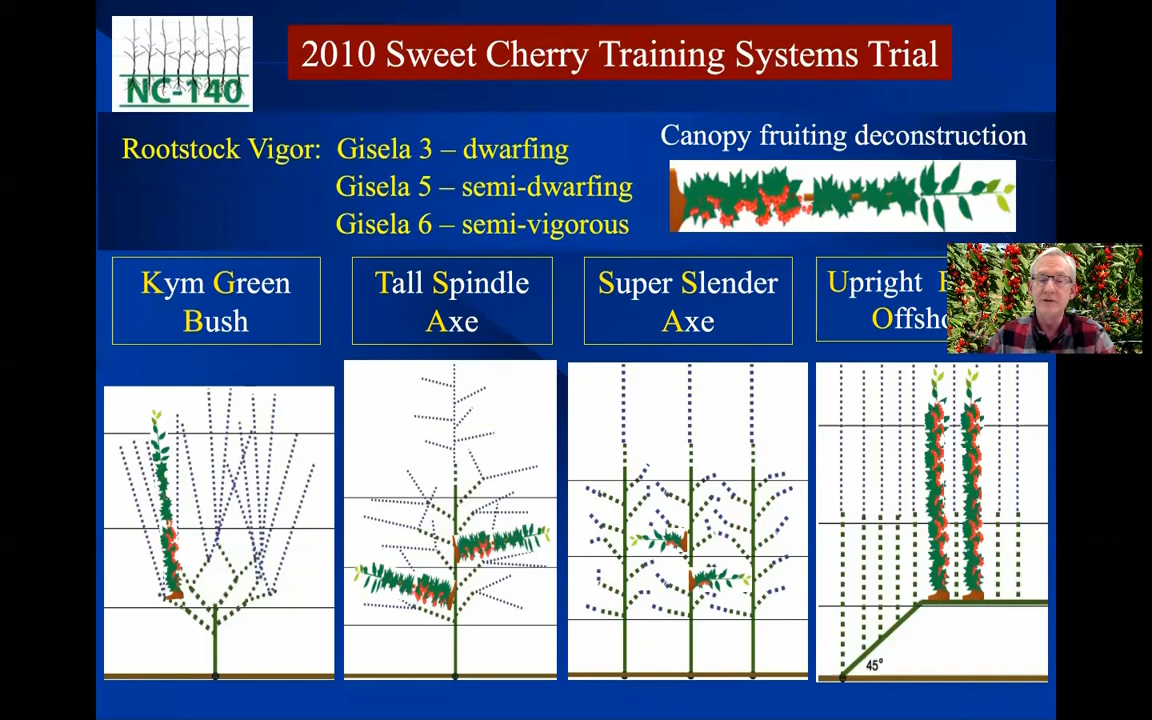 NC-140
2010 Sweet Cherry Training Systems Trial
Rootstock Vigor: Gisela 3 – dwarfing
Gisela 5 – semi-dwarfing
Gisela 6 – semi-vigorous
Canopy fruiting deconstruction
Kym Green
Bush
Tall Spindle
Axe
Super Slender
Axe
Upright
45°